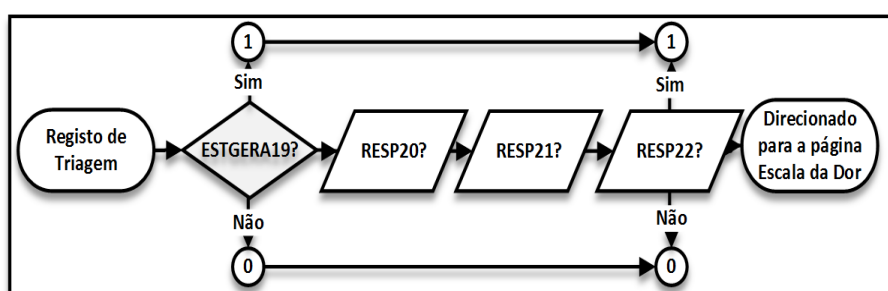 1
1
Sim
Sim
Registo de
Triagem
ESTGERA19?
RESP20?
RESP21?
RESP22?
Direcionado
para a página
Escala da Dor
Não
Não
0
0